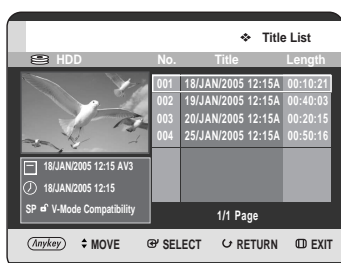 ❖ Title List
HDD No. Title Length
001 18/JAN/2005 12:15A 00:10:21
002 19/JAN/2005 12:15A 00:40:03
003 20/JAN/2005 12:15A 00:20:15
004 25/JAN/2005 12:15A 00:50:16
18/JAN/2005 12:15 AV3
18/JAN/2005 12:15
SP V-Mode Compatibility
1/1 Page
Anykey MOVE SELECT RETURN EXIT